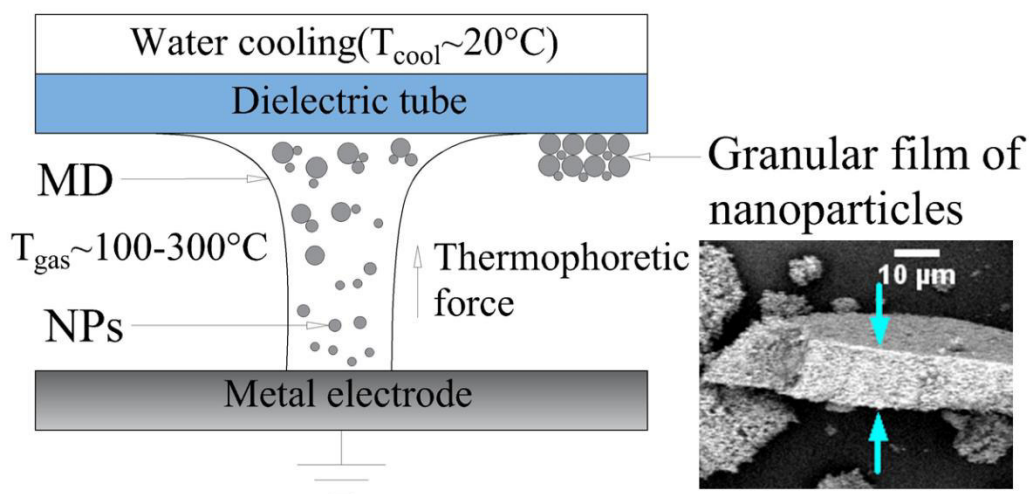 Water cooling(Tcool~20°C)
Dielectric tube
MD
Tgas~100-300°C
NPs
Thermophoretic
force
Metal electrode
Granular film of
nanoparticles
10 µm